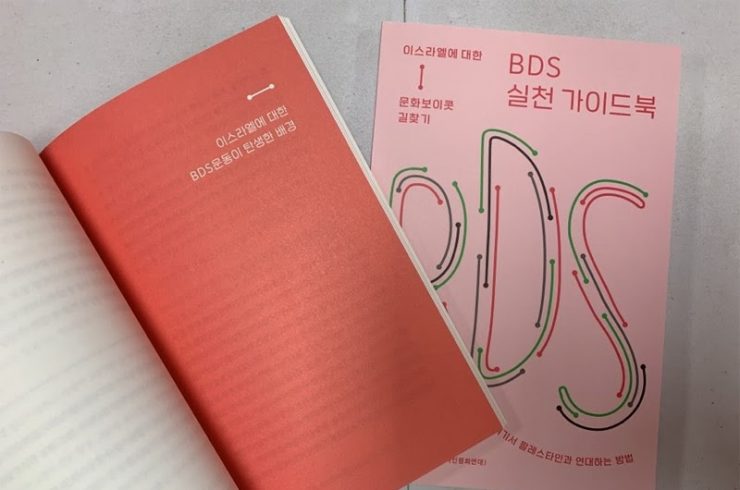 이스라엘에 대한
BDS운동이 탄생한 배경
이스라엘에 대한
문화보이콧
길찾기
BDS
실천 가이드북
BDS
팔레스타인과 연대하는 방법